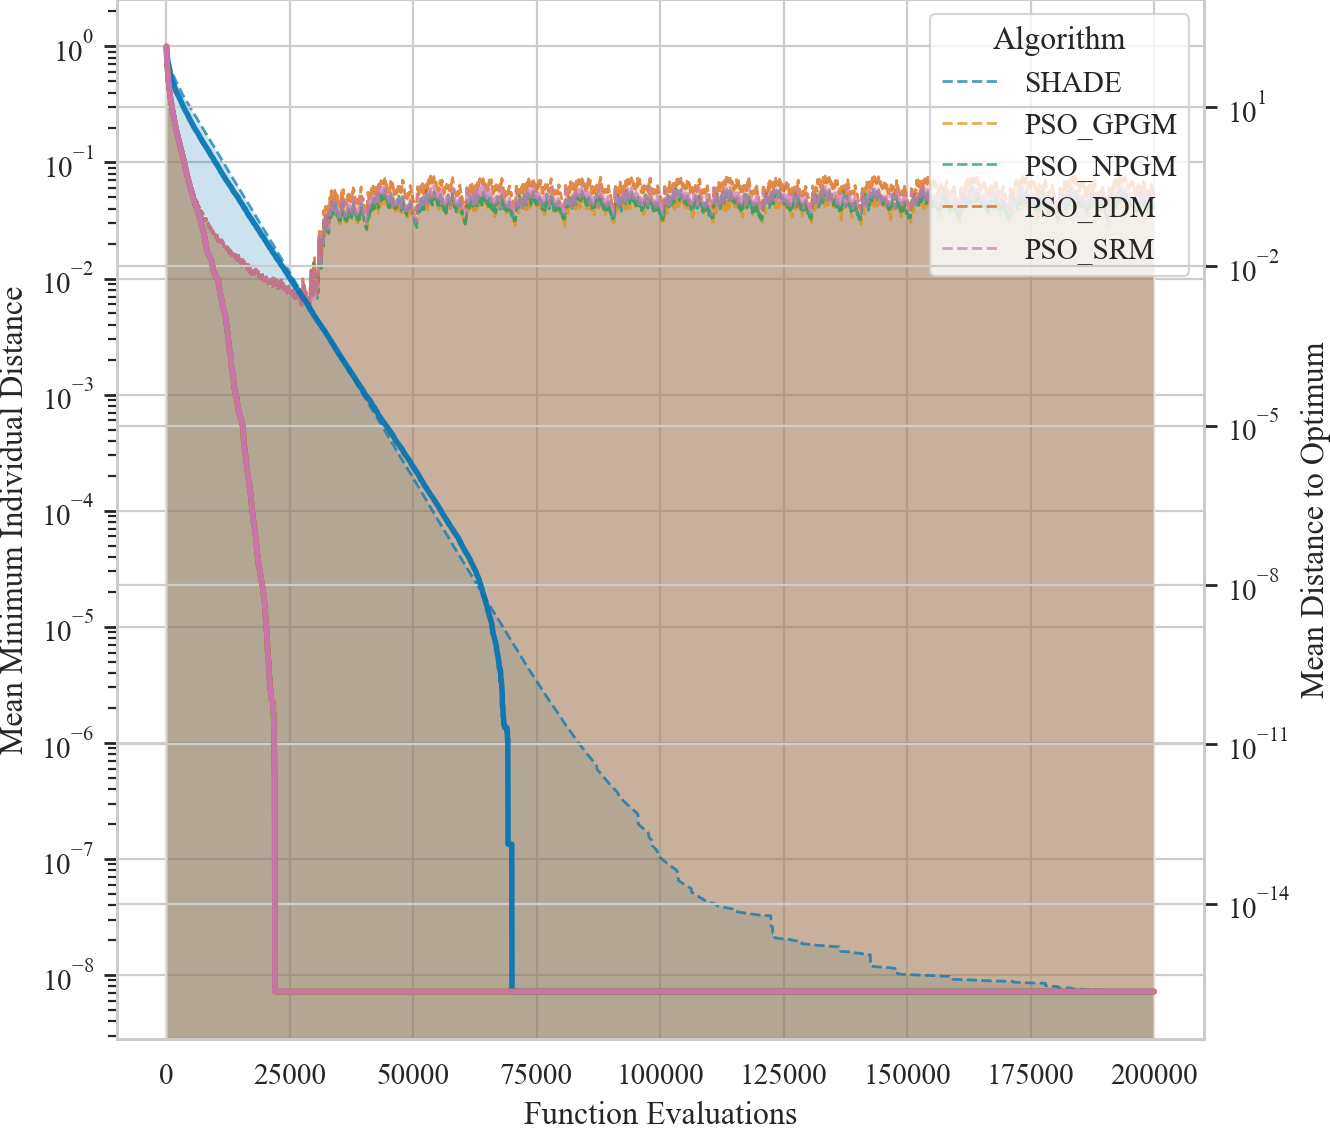 Mean Minimum Individual Distance
10^0
10^−1
10^−2
10^−3
10^−4
10^−5
10^−6
10^−7
10^−8
Algorithm
SHADE
PSO_GPGM
PSO_NPGM
PSO_PDM
PSO_SRM
10^1
10^−2
10^−5
10^−8
10^−11
10^−14
Mean Distance to Optimum
0 25000 50000 75000 100000 125000 150000 175000 200000
Function Evaluations